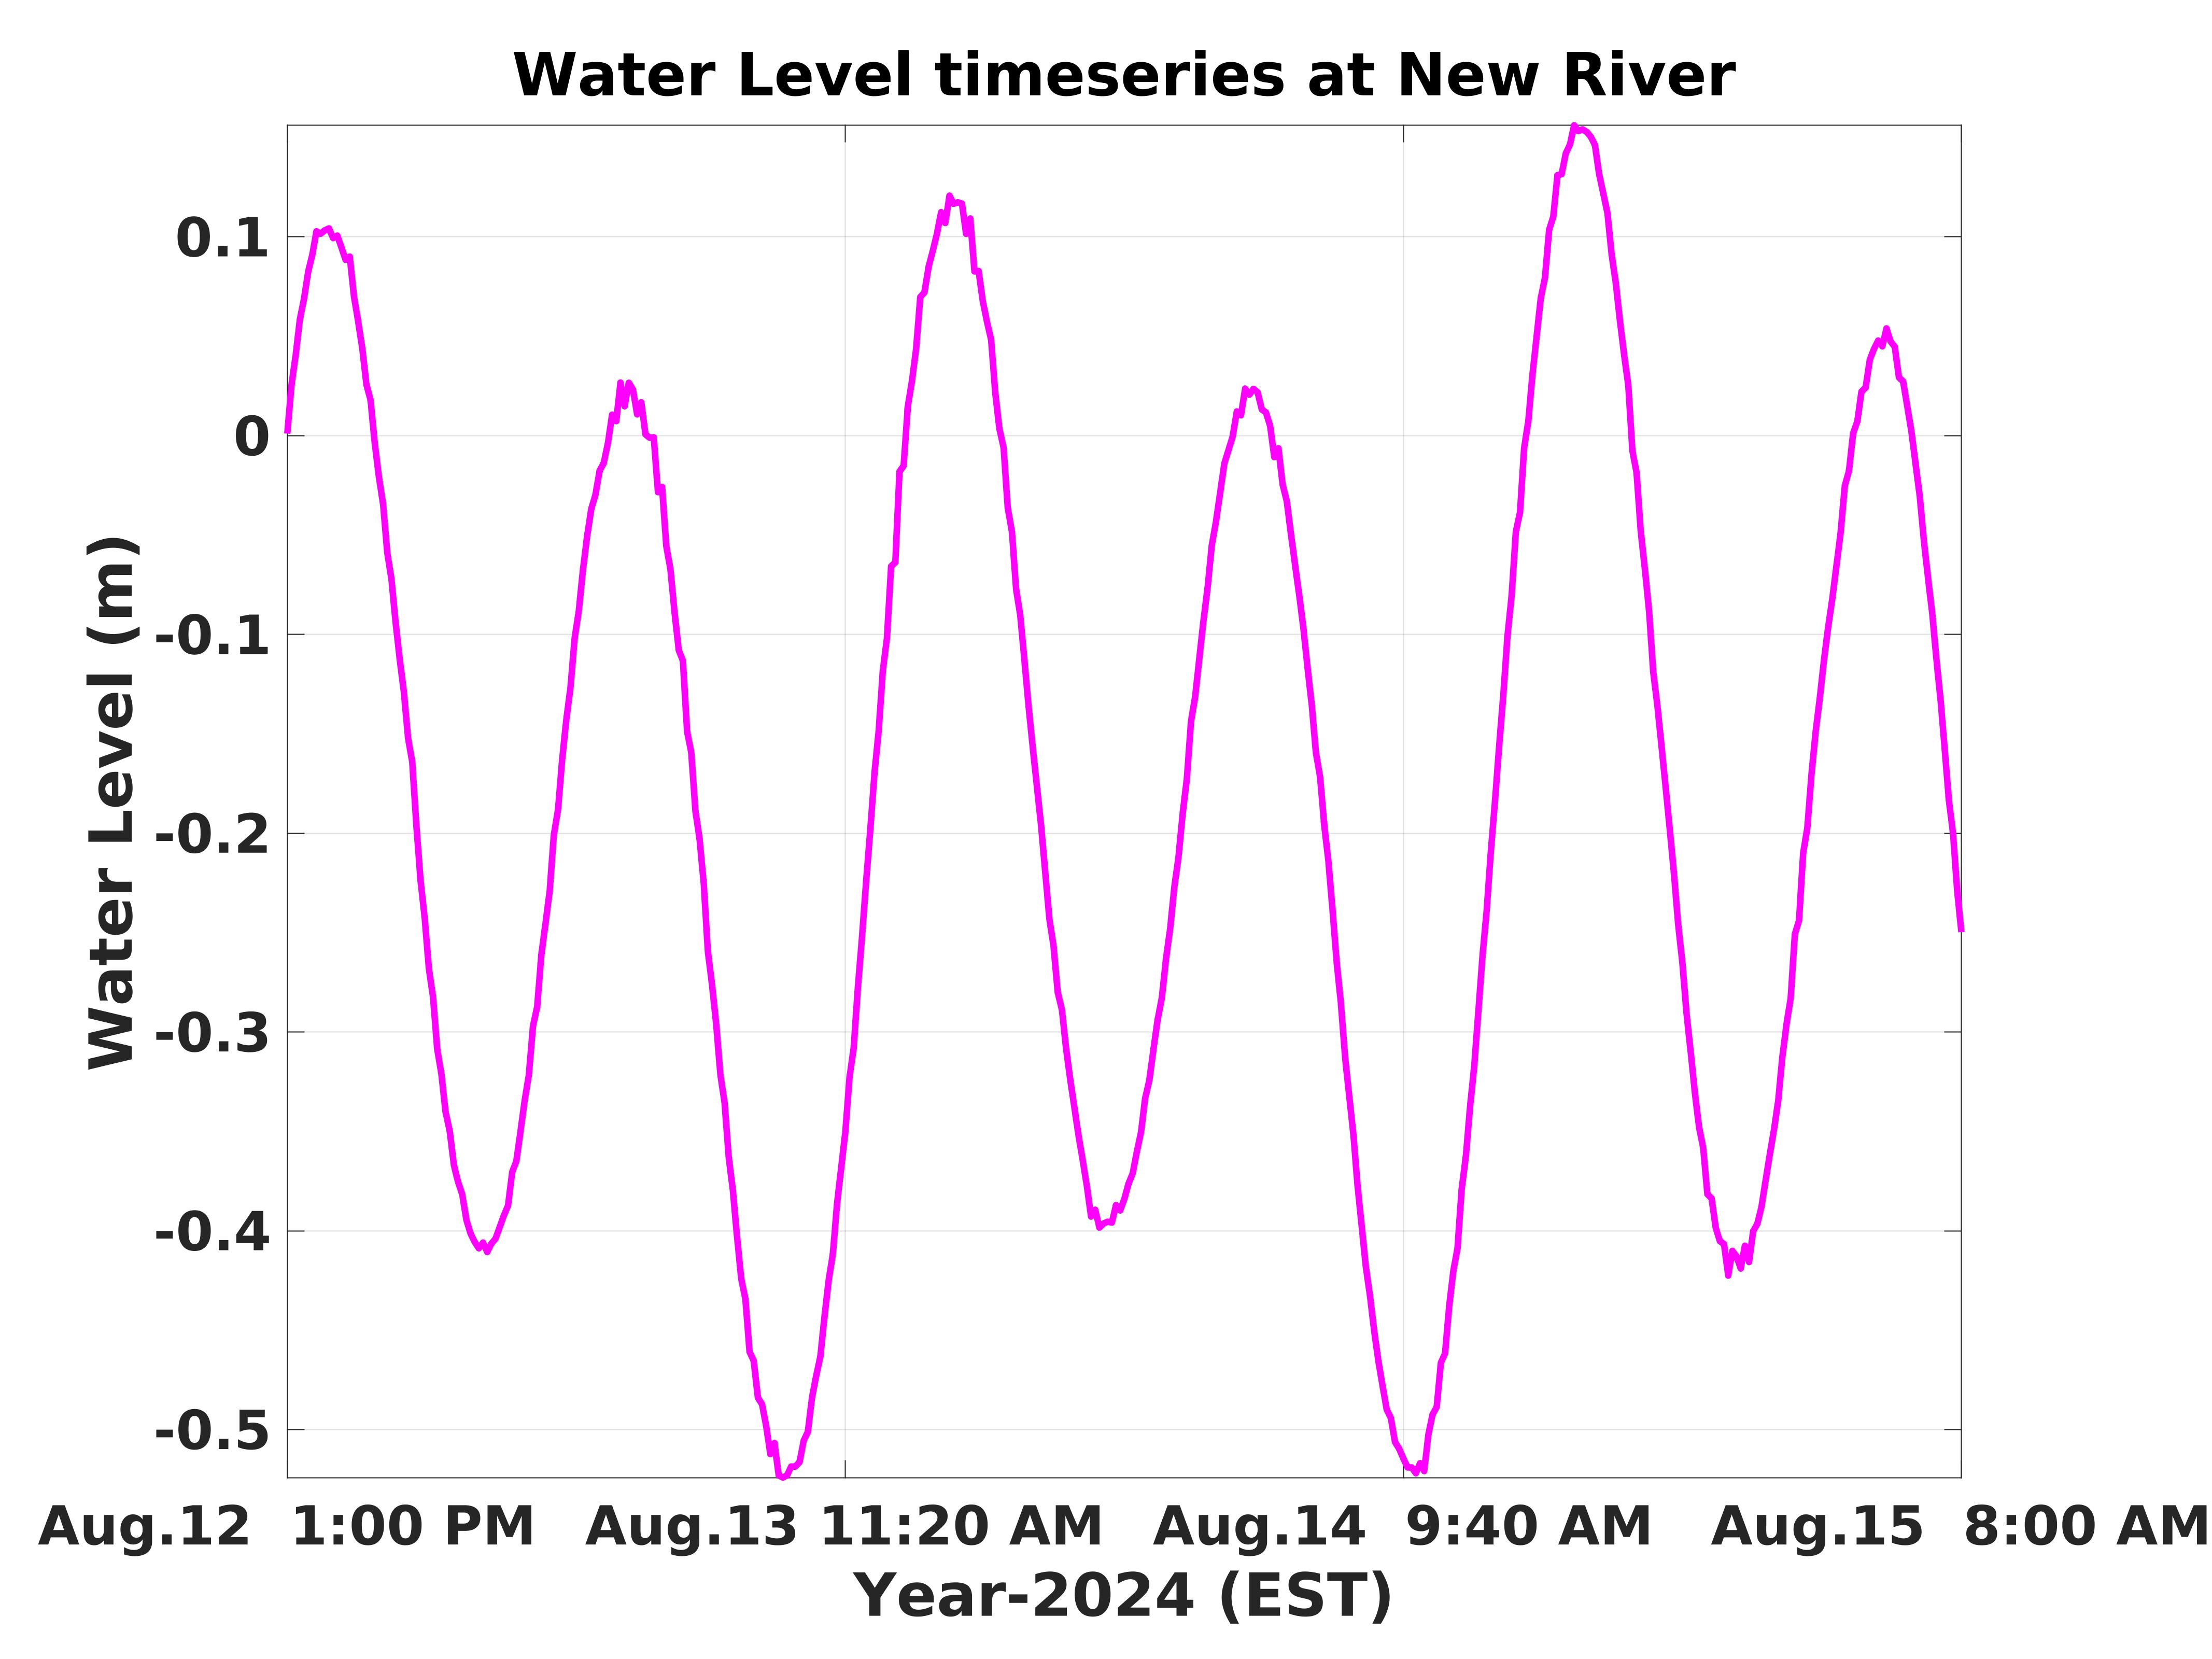 Water Level timeseries at New River
Water Level (m)
0.1
0
-0.1
-0.2
-0.3
-0.4
-0.5
Aug.12 1:00 PM Aug.13 11:20 AM Aug.14 9:40 AM Aug.15 8:00 AM
Year-2024 (EST)